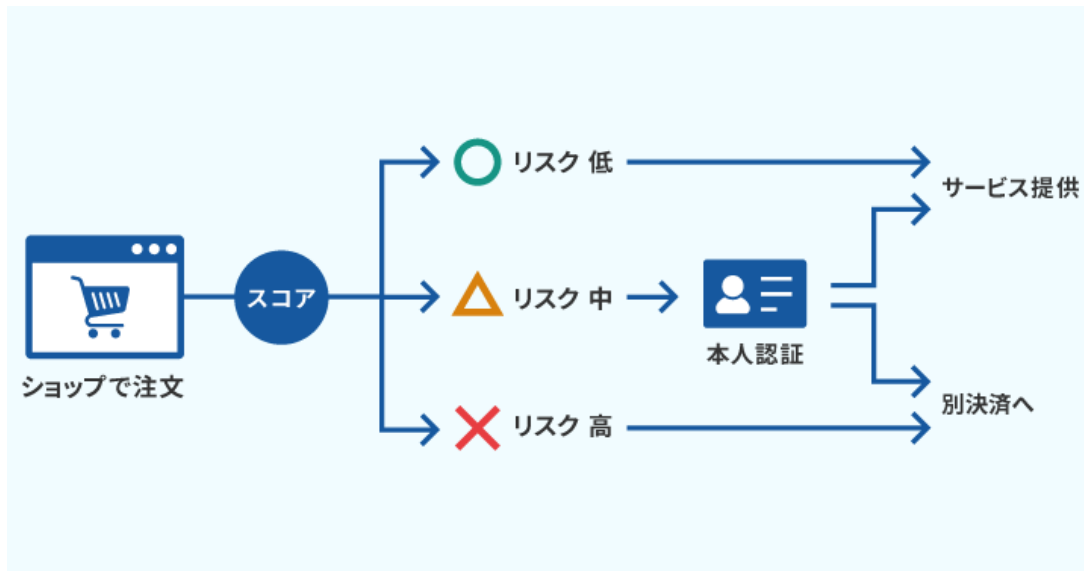 ショップで注文
スコア
リスク 低
リスク 中
リスク 高
本人認証
サービス提供
別決済へ